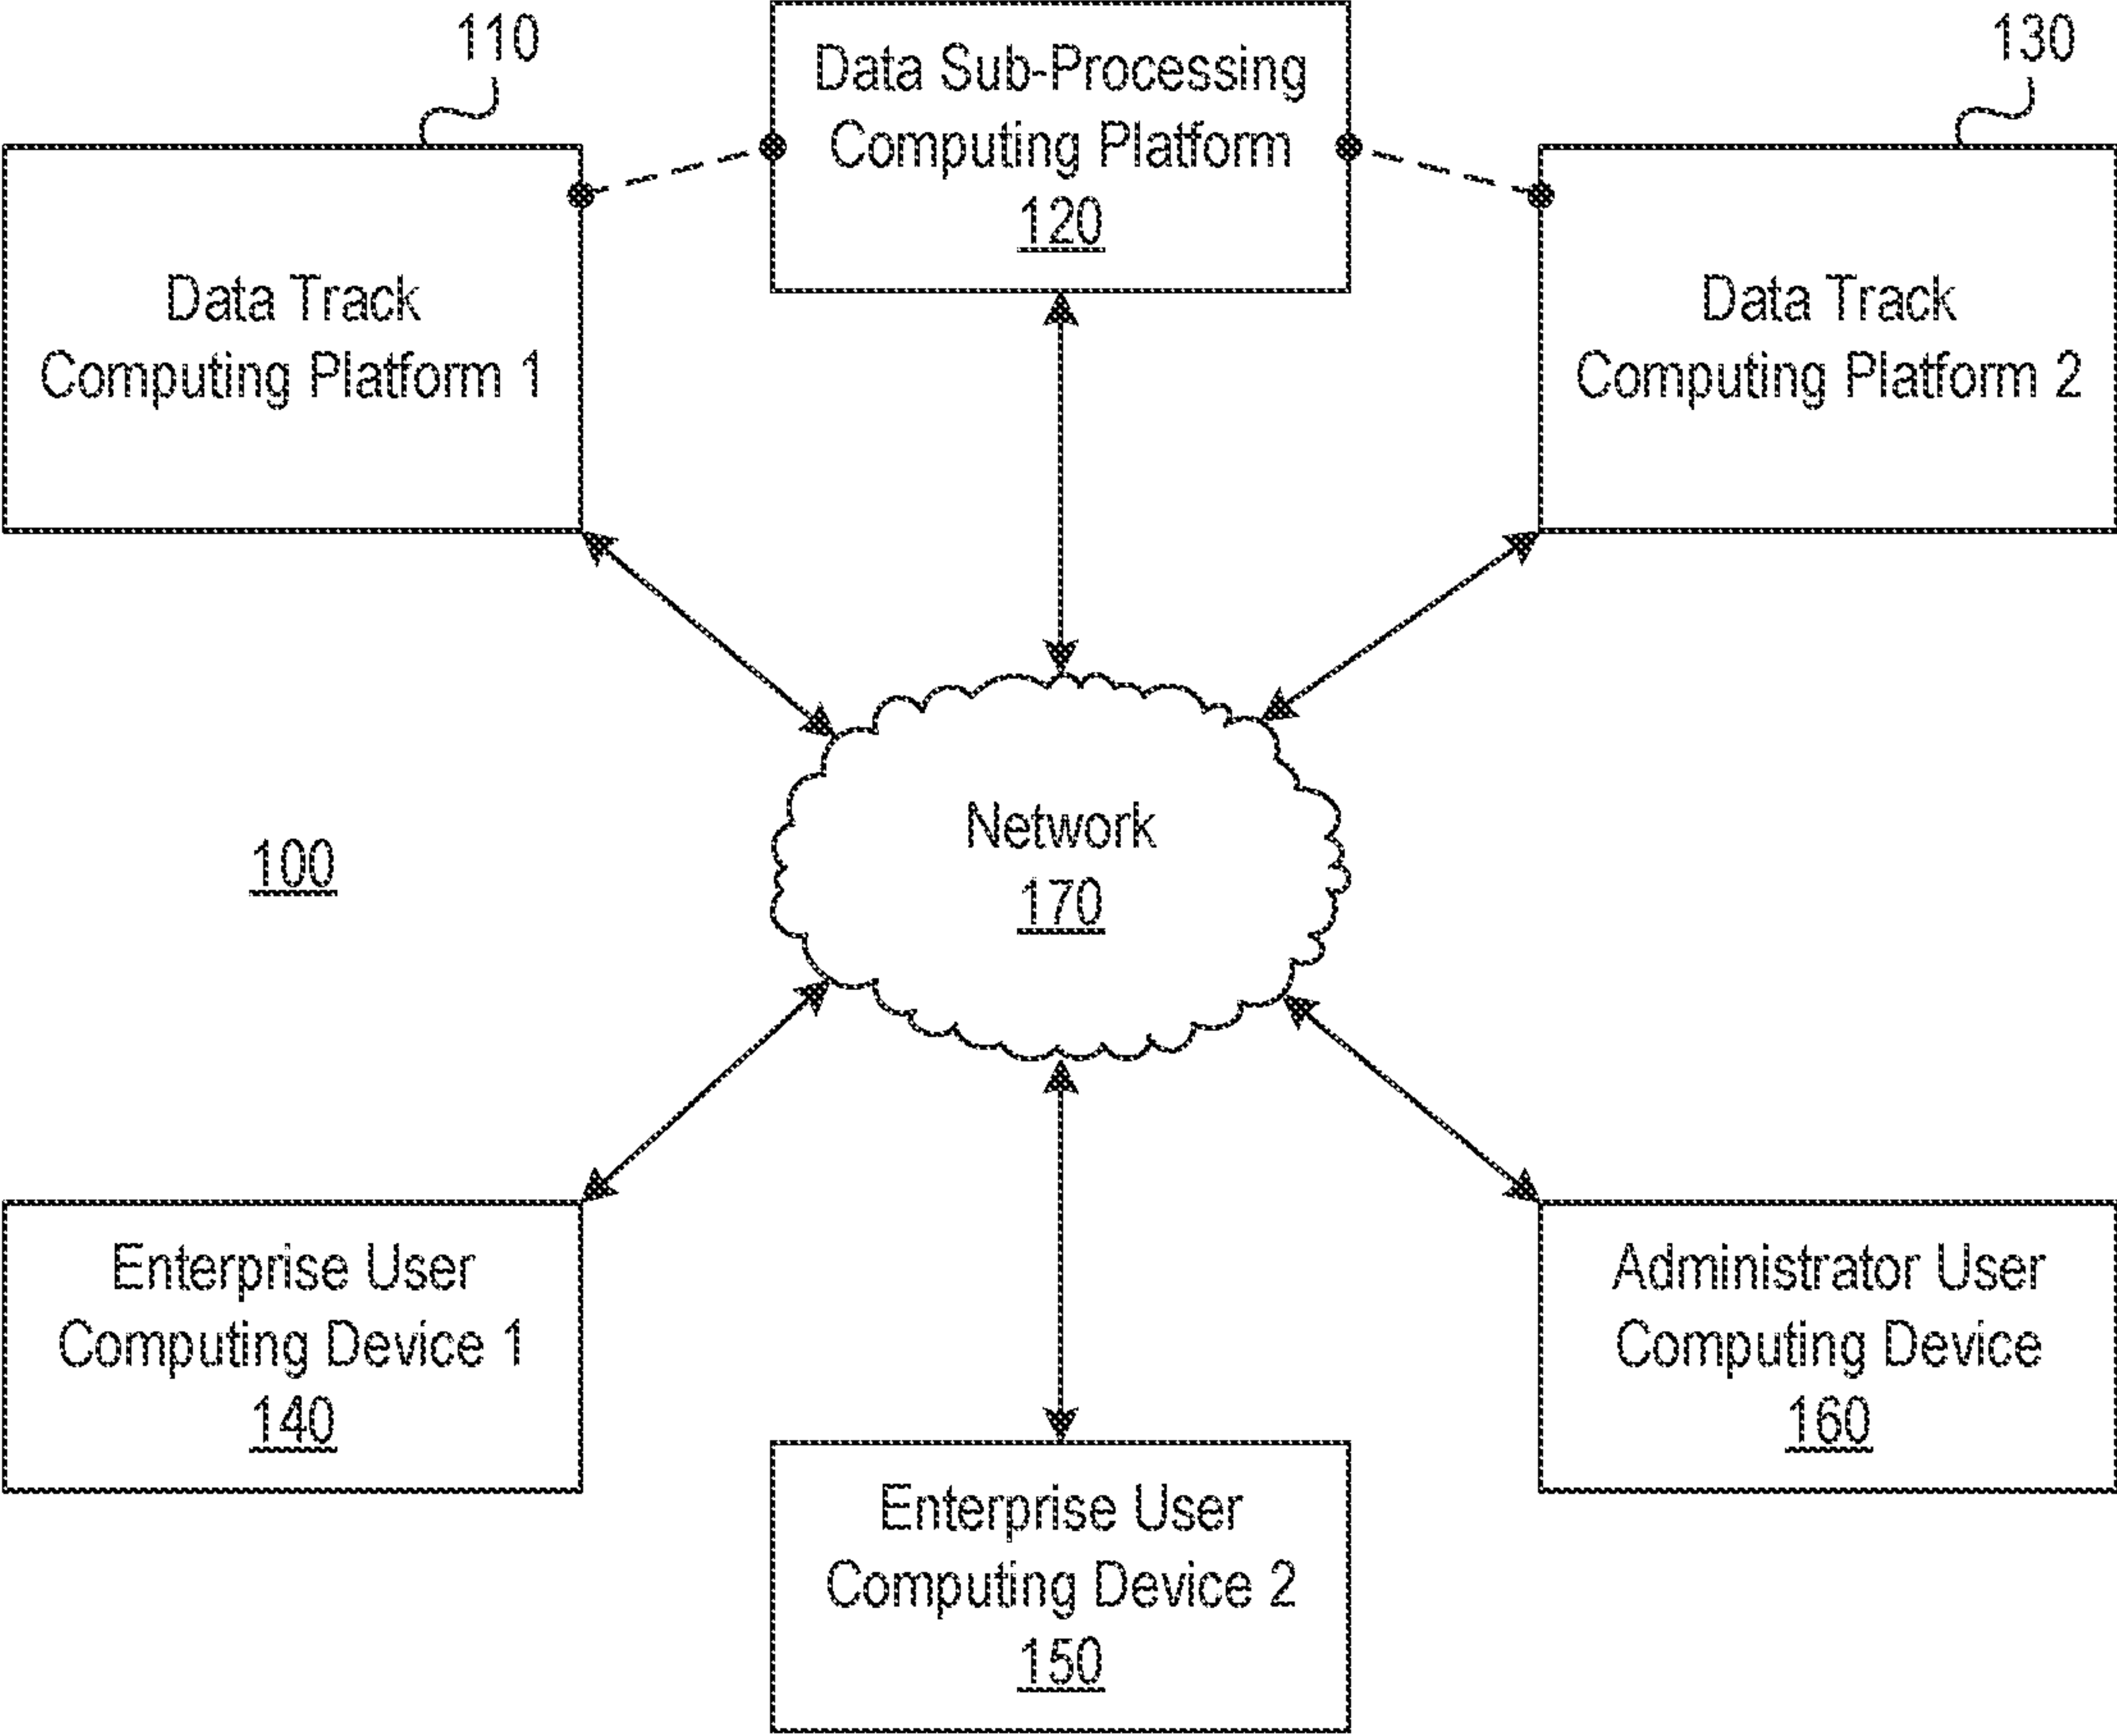 110
Data Sub-Processing
Computing Platform
120
130
Data Track
Computing Platform 1
Data Track
Computing Platform 2
100
Network
170
Enterprise User
Computing Device 1
140
Enterprise User
Computing Device 2
150
Administrator User
Computing Device
160